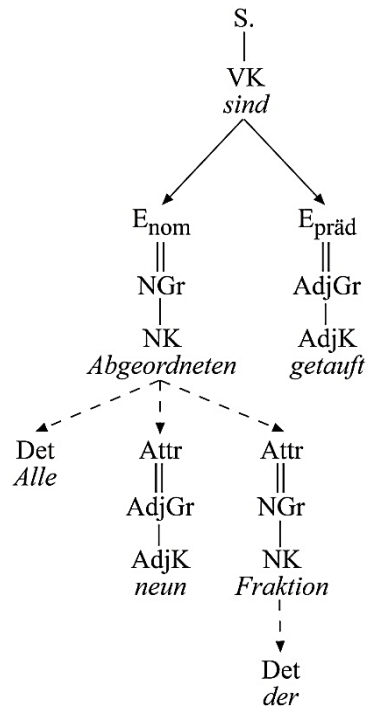 S.
VK
sind
Enom Epräd
NGr AdjGr
NK AdjK
Abgeordneten getauft
Det Attr Attr
Alle AdjGr NGr
AdjK NK
neun Fraktion
Det
der